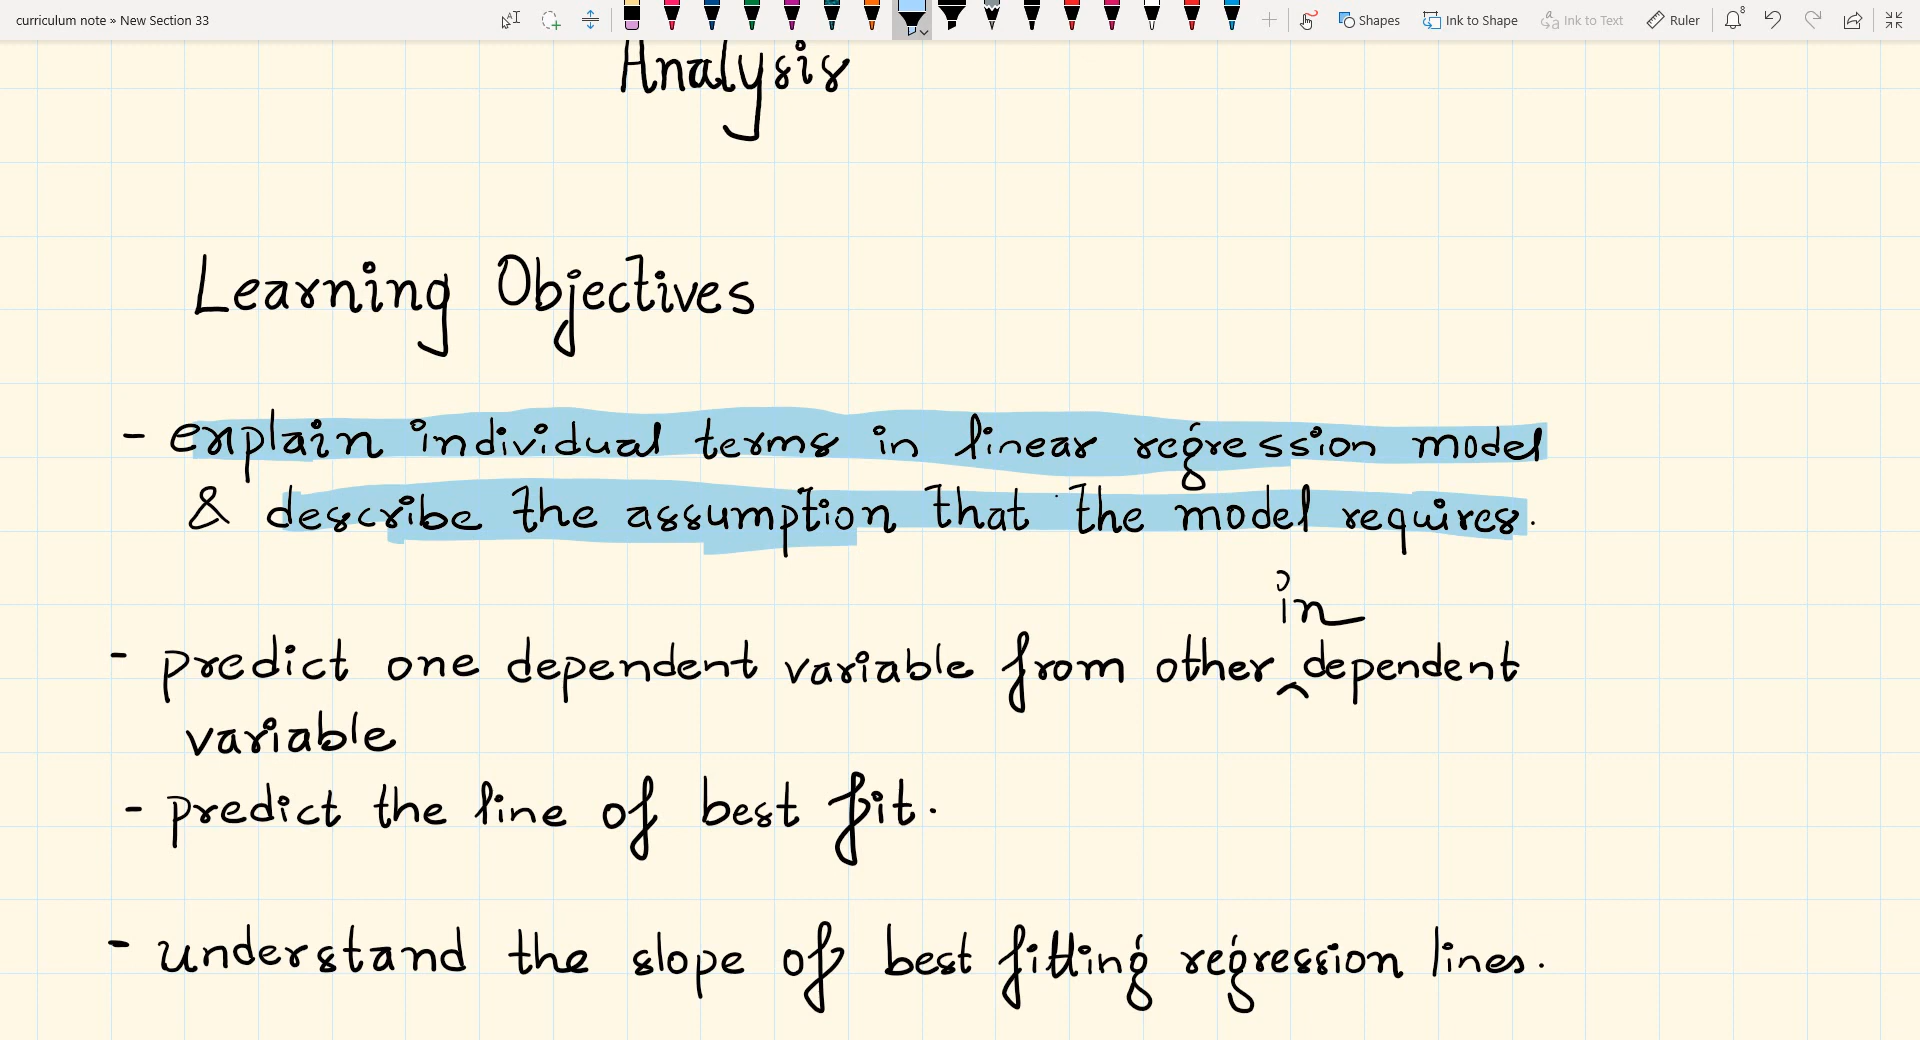 curriculum note » New Section 33
Shapes
Ink to Shape
Ink to Text
Ruler
8
Analysis
Learning Objectives
- explain individual terms in linear regression model
& describe the assumption that the model requires.
in
- predict one dependent variable from other ^ dependent
variable
- predict the line of best fit.
- understand the slope of best fitting regression lines.